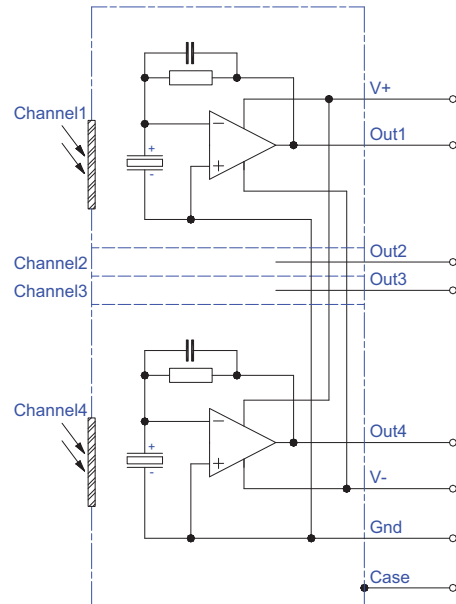 V+
Channel1
Out1
+
−
+
-
Out2
Channel2
Out3
Channel3
Channel4
Out4
+
−
+
-
V-
Gnd
Case